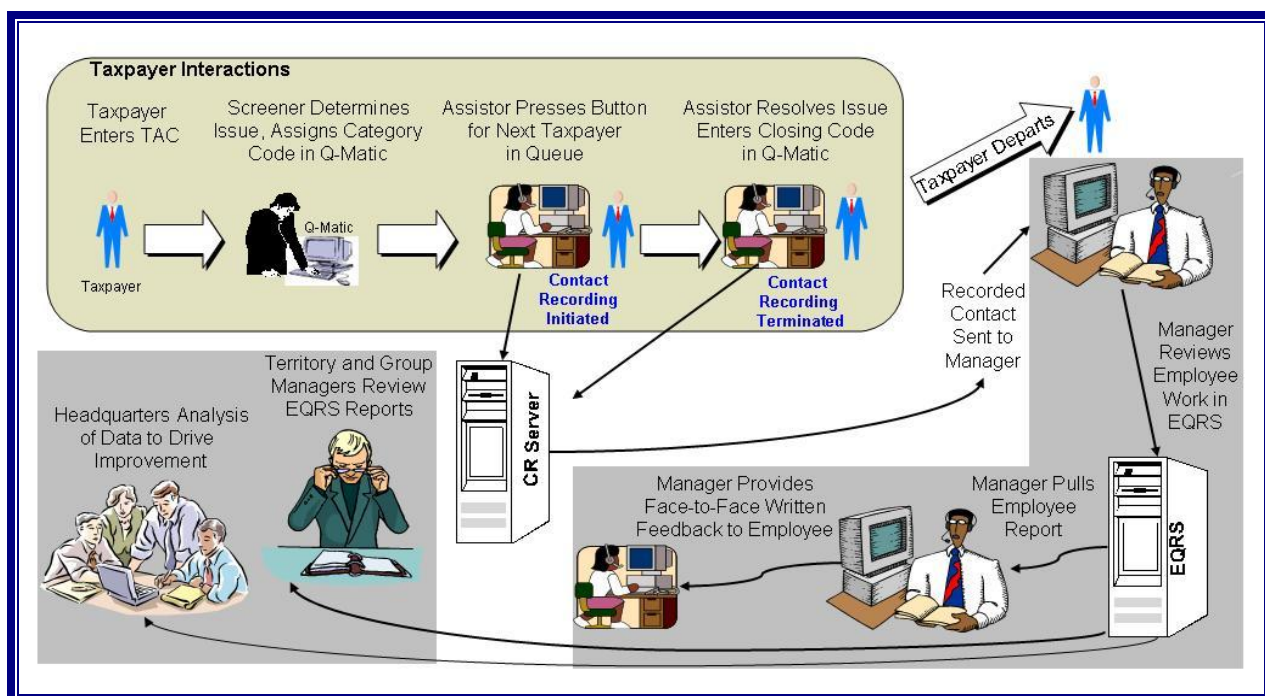 Taxpayer Interactions
Taxpayer
Enters TAC
Screener Determines
Issue, Assigns Category
Code in Q-Matic
Assistor Presses Button
for Next Taxpayer
in Queue
Assistor Resolves Issue
Enters Closing Code
in Q-Matic
Taxpayer Departs
Q-Matic
Taxpayer
Contact
Recording
Initiated
Contact
Recording
Terminated
Recorded
Contact
Sent to
Manager
Manager
Reviews
Employee
Work in
EQRS
Territory and Group
Managers Review
EQRS Reports
Headquarters Analysis
of Data to Drive
Improvement
CR Server
Manager Provides
Face-to-Face Written
Feedback to Employee
Manager Pulls
Employee
Report
EQRS